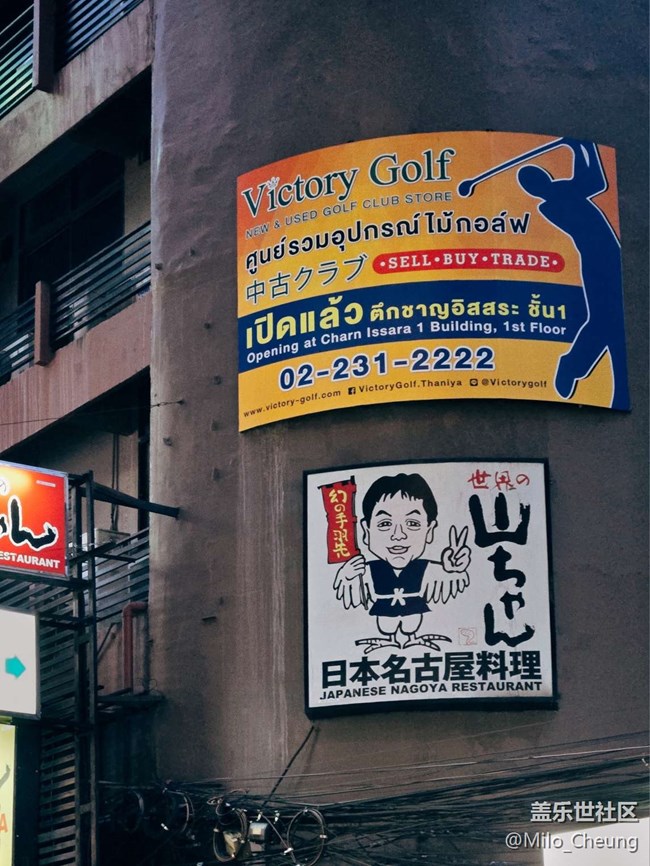 Victory Golf
NEW & USED GOLF CLUB STORE
ศูนย์รวมอุปกรณ์ไม้กอล์ฟ
中古クラブ •SELL•BUY•TRADE•
เปิดแล้ว ตึกชาญอิสสระ ชั้น1
Opening at Charn Issara 1 Building, 1st Floor
02-231-2222
www.victory-golf.com VictoryGolf.Thaniya @Victorygolf
幻の手羽先
世界の
山ちゃん
日本名古屋料理
JAPANESE NAGOYA RESTAURANT
の
ゃん
RESTAURANT
A
盖乐世社区
@Milo_Cheung